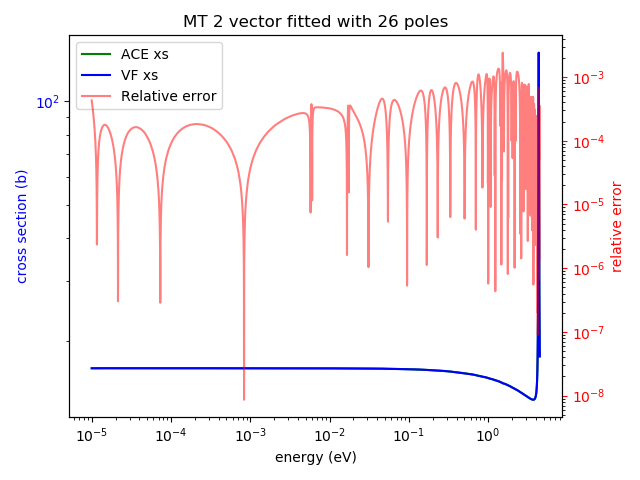 MT 2 vector fitted with 26 poles
ACE xs
VF xs
Relative error
cross section (b)
10²
relative error
10⁻³
10⁻⁴
10⁻⁵
10⁻⁶
10⁻⁷
10⁻⁸
10⁻⁵ 10⁻⁴ 10⁻³ 10⁻² 10⁻¹ 10⁰
energy (eV)